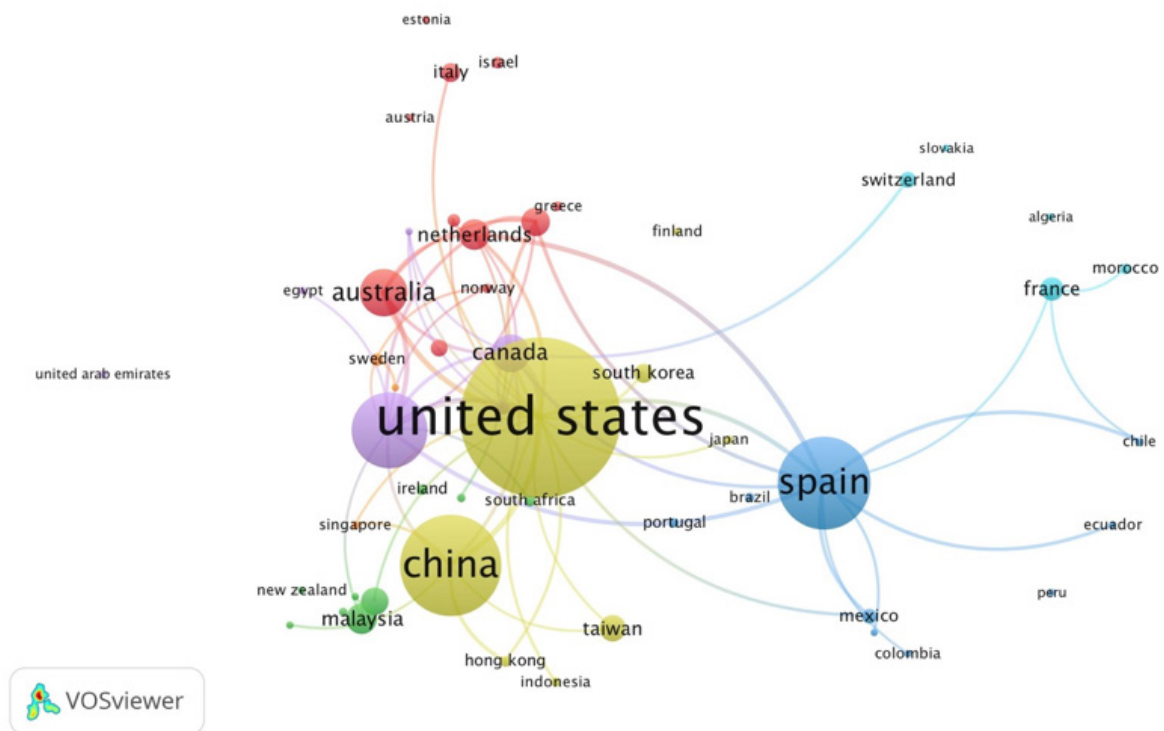 estonia
israel
italy
austria
slovakia
switzerland
greece
algeria
netherlands
finland
morocco
egypt
australia
norway
france
canada
sweden
south korea
united arab emirates
united states
japan
chile
spain
ireland
south africa
brazil
singapore
portugal
ecuador
china
new zealand
peru
malaysia
taiwan
mexico
hong kong
colombia
indonesia
VOSviewer